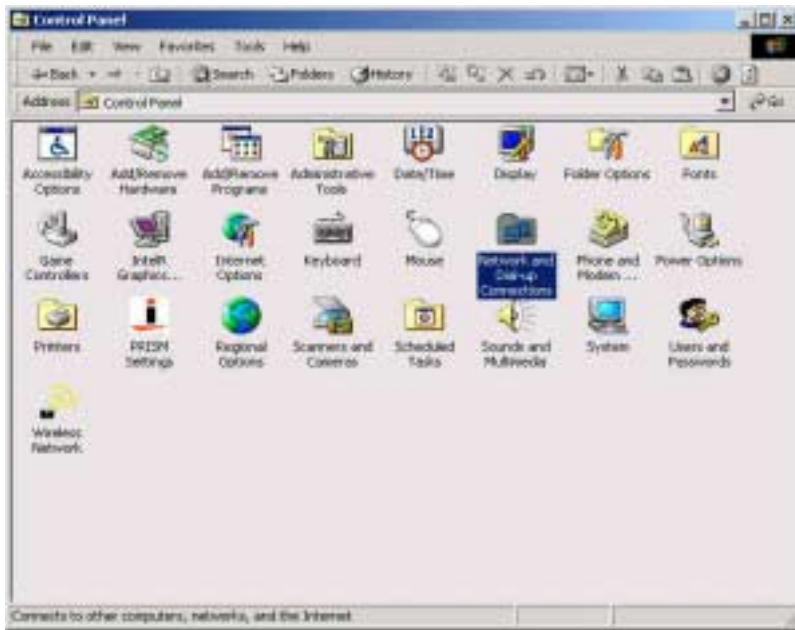 Control Panel
File Edit View Favorites Tools Help
Back Search Folders History
Address Control Panel Go
Accessibility Options
Add/Remove Hardware
Add/Remove Programs
Administrative Tools
Date/Time
Display
Folder Options
Fonts
Game Controllers
Intel® Graphics...
Internet Options
Keyboard
Mouse
Network and Dial-up Connections
Phone and Modem ...
Power Options
Printers
PRISM Settings
Regional Options
Scanners and Cameras
Scheduled Tasks
Sounds and Multimedia
System
Users and Passwords
Wireless Network
Connects to other computers, networks, and the Internet